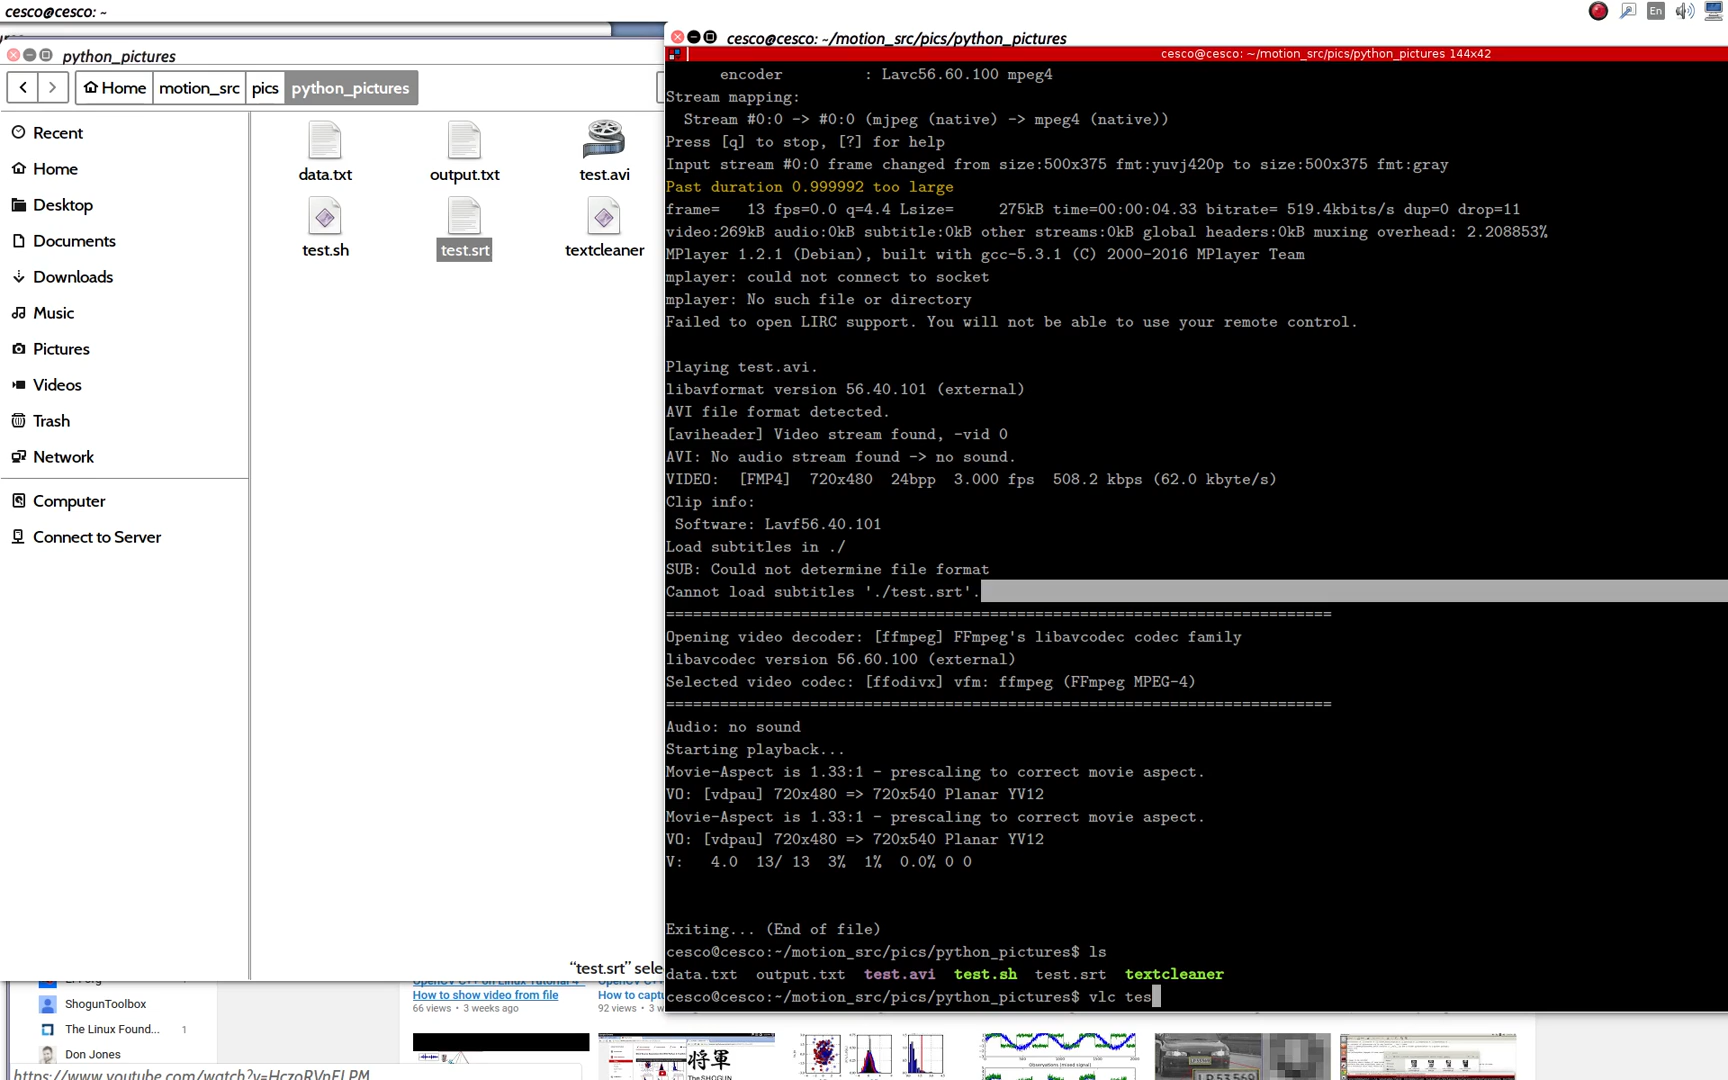 cesco@cesco: ~
En
python_pictures
Home
motion_src
pics
python_pictures
Recent
Home
Desktop
Documents
Downloads
Music
Pictures
Videos
Trash
Network
Computer
Connect to Server
data.txt
output.txt
test.avi
test.sh
test.srt
textcleaner
"test.srt" sele
cesco@cesco: ~/motion_src/pics/python_pictures
cesco@cesco: ~/motion_src/pics/python_pictures 144x42
encoder : Lavc56.60.100 mpeg4
Stream mapping:
Stream #0:0 -> #0:0 (mjpeg (native) -> mpeg4 (native))
Press [q] to stop, [?] for help
Input stream #0:0 frame changed from size:500x375 fmt:yuvj420p to size:500x375 fmt:gray
Past duration 0.999992 too large
frame= 13 fps=0.0 q=4.4 Lsize= 275kB time=00:00:04.33 bitrate= 519.4kbits/s dup=0 drop=11
video:269kB audio:0kB subtitle:0kB other streams:0kB global headers:0kB muxing overhead: 2.208853%
MPlayer 1.2.1 (Debian), built with gcc-5.3.1 (C) 2000-2016 MPlayer Team
mplayer: could not connect to socket
mplayer: No such file or directory
Failed to open LIRC support. You will not be able to use your remote control.
Playing test.avi.
libavformat version 56.40.101 (external)
AVI file format detected.
[aviheader] Video stream found, -vid 0
AVI: No audio stream found -> no sound.
VIDEO: [FMP4] 720x480 24bpp 3.000 fps 508.2 kbps (62.0 kbyte/s)
Clip info:
Software: Lavf56.40.101
Load subtitles in ./
SUB: Could not determine file format
Cannot load subtitles './test.srt'.
==========================================================================
Opening video decoder: [ffmpeg] FFmpeg's libavcodec codec family
libavcodec version 56.60.100 (external)
Selected video codec: [ffodivx] vfm: ffmpeg (FFmpeg MPEG-4)
==========================================================================
Audio: no sound
Starting playback...
Movie-Aspect is 1.33:1 - prescaling to correct movie aspect.
VO: [vdpau] 720x480 => 720x540 Planar YV12
Movie-Aspect is 1.33:1 - prescaling to correct movie aspect.
VO: [vdpau] 720x480 => 720x540 Planar YV12
V: 4.0 13/ 13 3% 1% 0.0% 0 0
Exiting... (End of file)
cesco@cesco:~/motion_src/pics/python_pictures$ ls
data.txt output.txt test.avi test.sh test.srt textcleaner
cesco@cesco:~/motion_src/pics/python_pictures$ vlc tes
ShogunToolbox
The Linux Found... 1
Don Jones
How to show video from file
66 views • 3 weeks ago
How to captu
92 views • 3
将軍
The SHOGUN